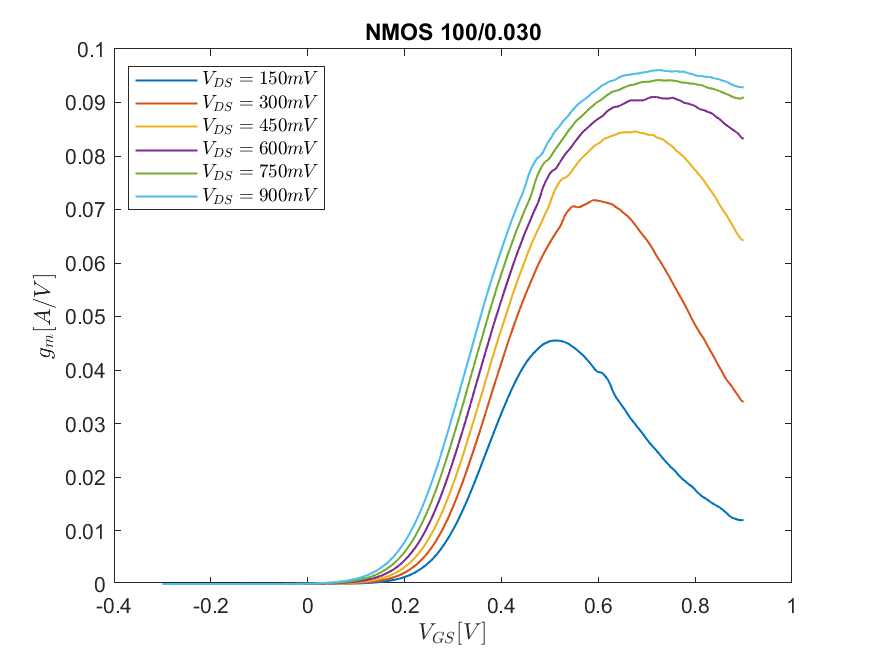 NMOS 100/0.030
0.1
0.09
0.08
0.07
0.06
0.05
0.04
0.03
0.02
0.01
0
V_DS = 150mV
V_DS = 300mV
V_DS = 450mV
V_DS = 600mV
V_DS = 750mV
V_DS = 900mV
g_m[A/V]
-0.4 -0.2 0 0.2 0.4 0.6 0.8 1
V_GS[V]